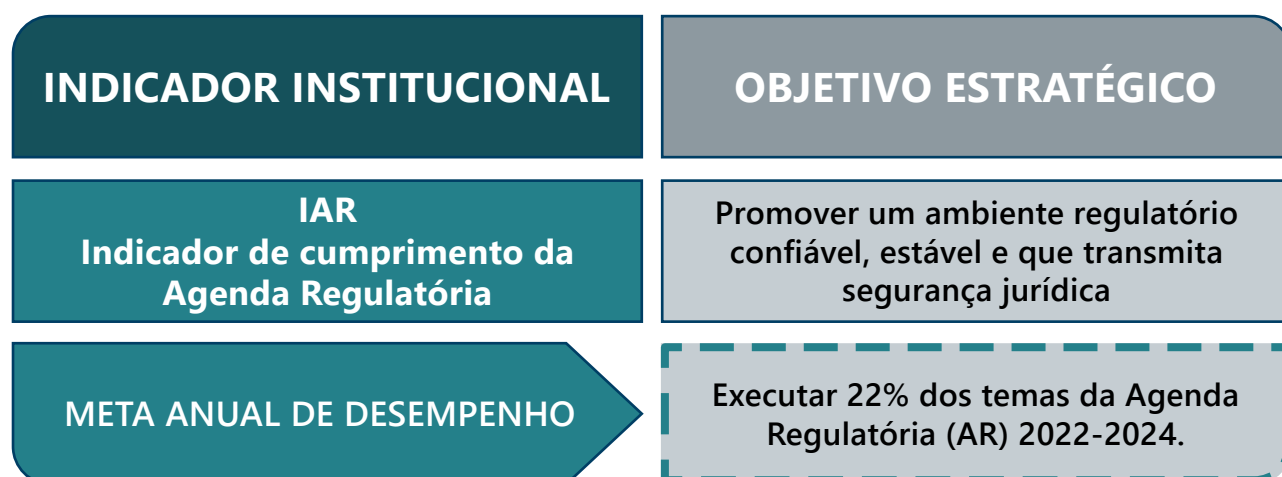 INDICADOR INSTITUCIONAL
OBJETIVO ESTRATÉGICO
IAR
Indicador de cumprimento da
Agenda Regulatória
Promover um ambiente regulatório
confiável, estável e que transmita
segurança jurídica
META ANUAL DE DESEMPENHO
Executar 22% dos temas da Agenda
Regulatória (AR) 2022-2024.